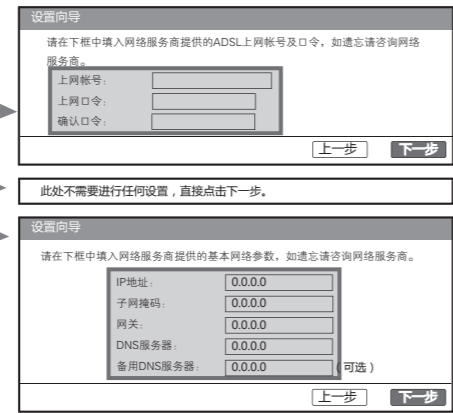 设置向导
请在下框中填入网络服务商提供的ADSL上网帐号及口令，如遗忘请咨询网络
服务商。
上网帐号：
上网口令：
确认口令：
上一步 下一步
此处不需要进行任何设置，直接点击下一步。
设置向导
请在下框中填入网络服务商提供的基本网络参数，如遗忘请咨询网络服务商。
IP地址： 0.0.0.0
子网掩码： 0.0.0.0
网关： 0.0.0.0
DNS服务器： 0.0.0.0
备用DNS服务器： 0.0.0.0 （可选）
上一步 下一步